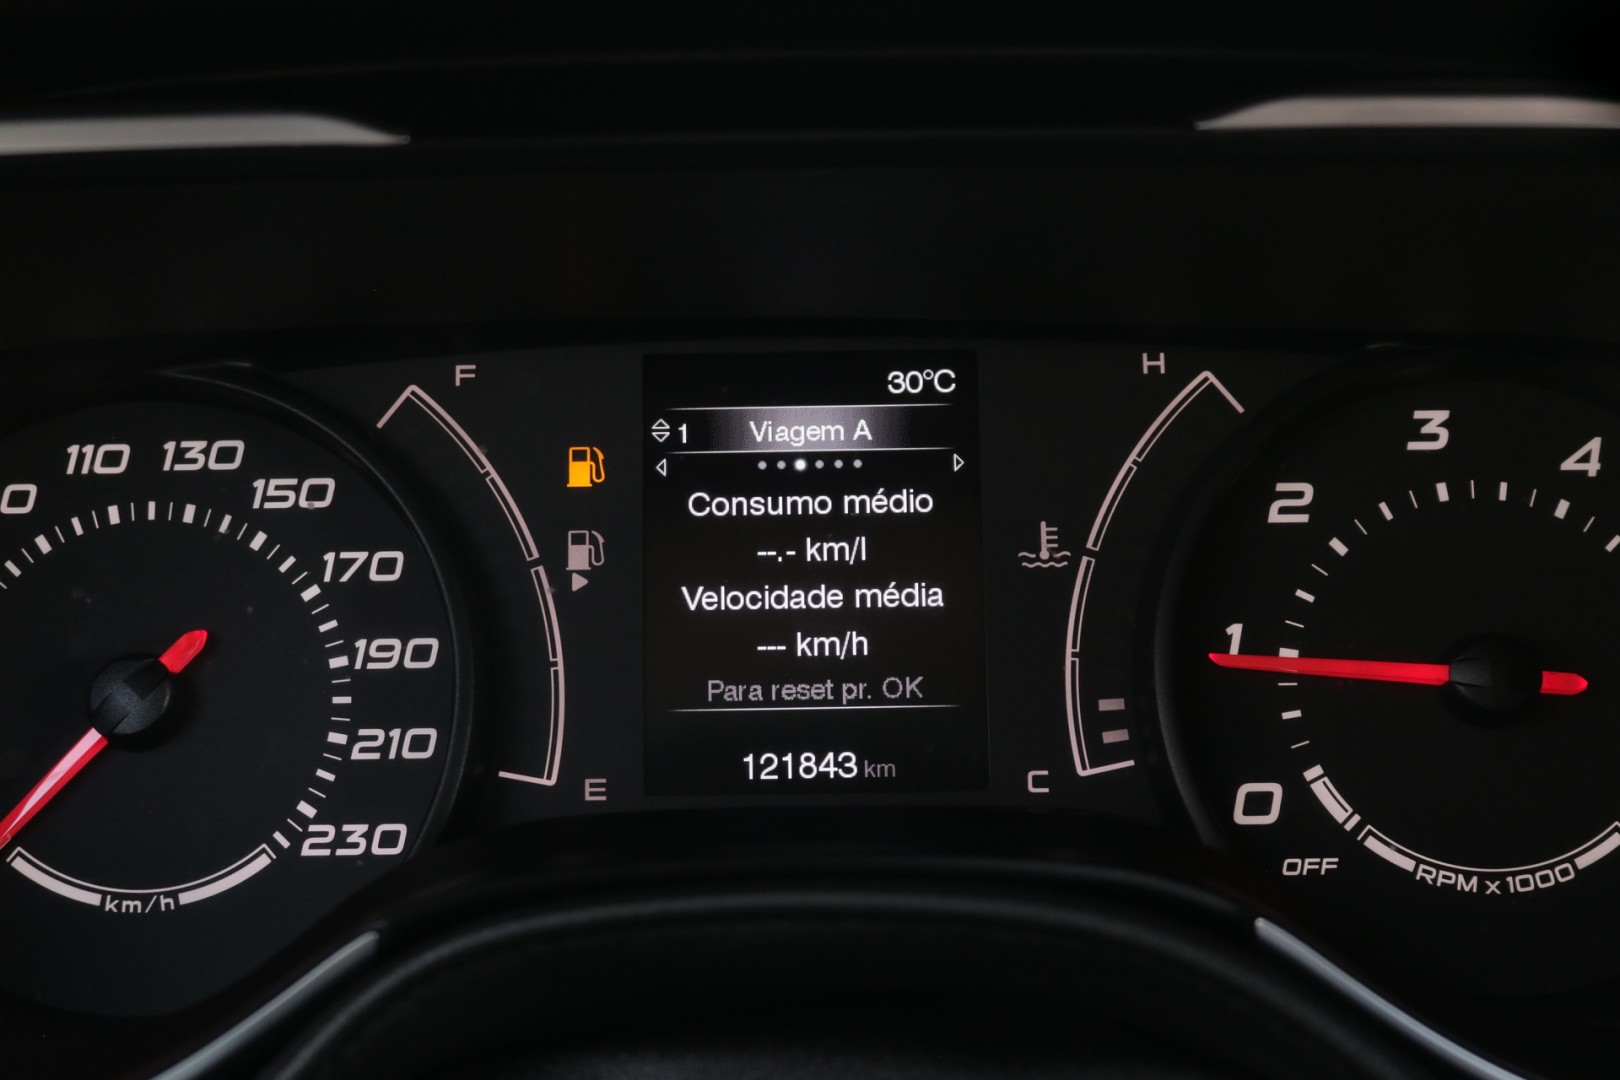 30°C
1 Viagem A
Consumo médio
--.- km/l
Velocidade média
--- km/h
Para reset pr. OK
121843 km
F
E
H
C
110
130
150
170
190
210
230
km/h
0
1
2
3
4
OFF
RPM x 1000